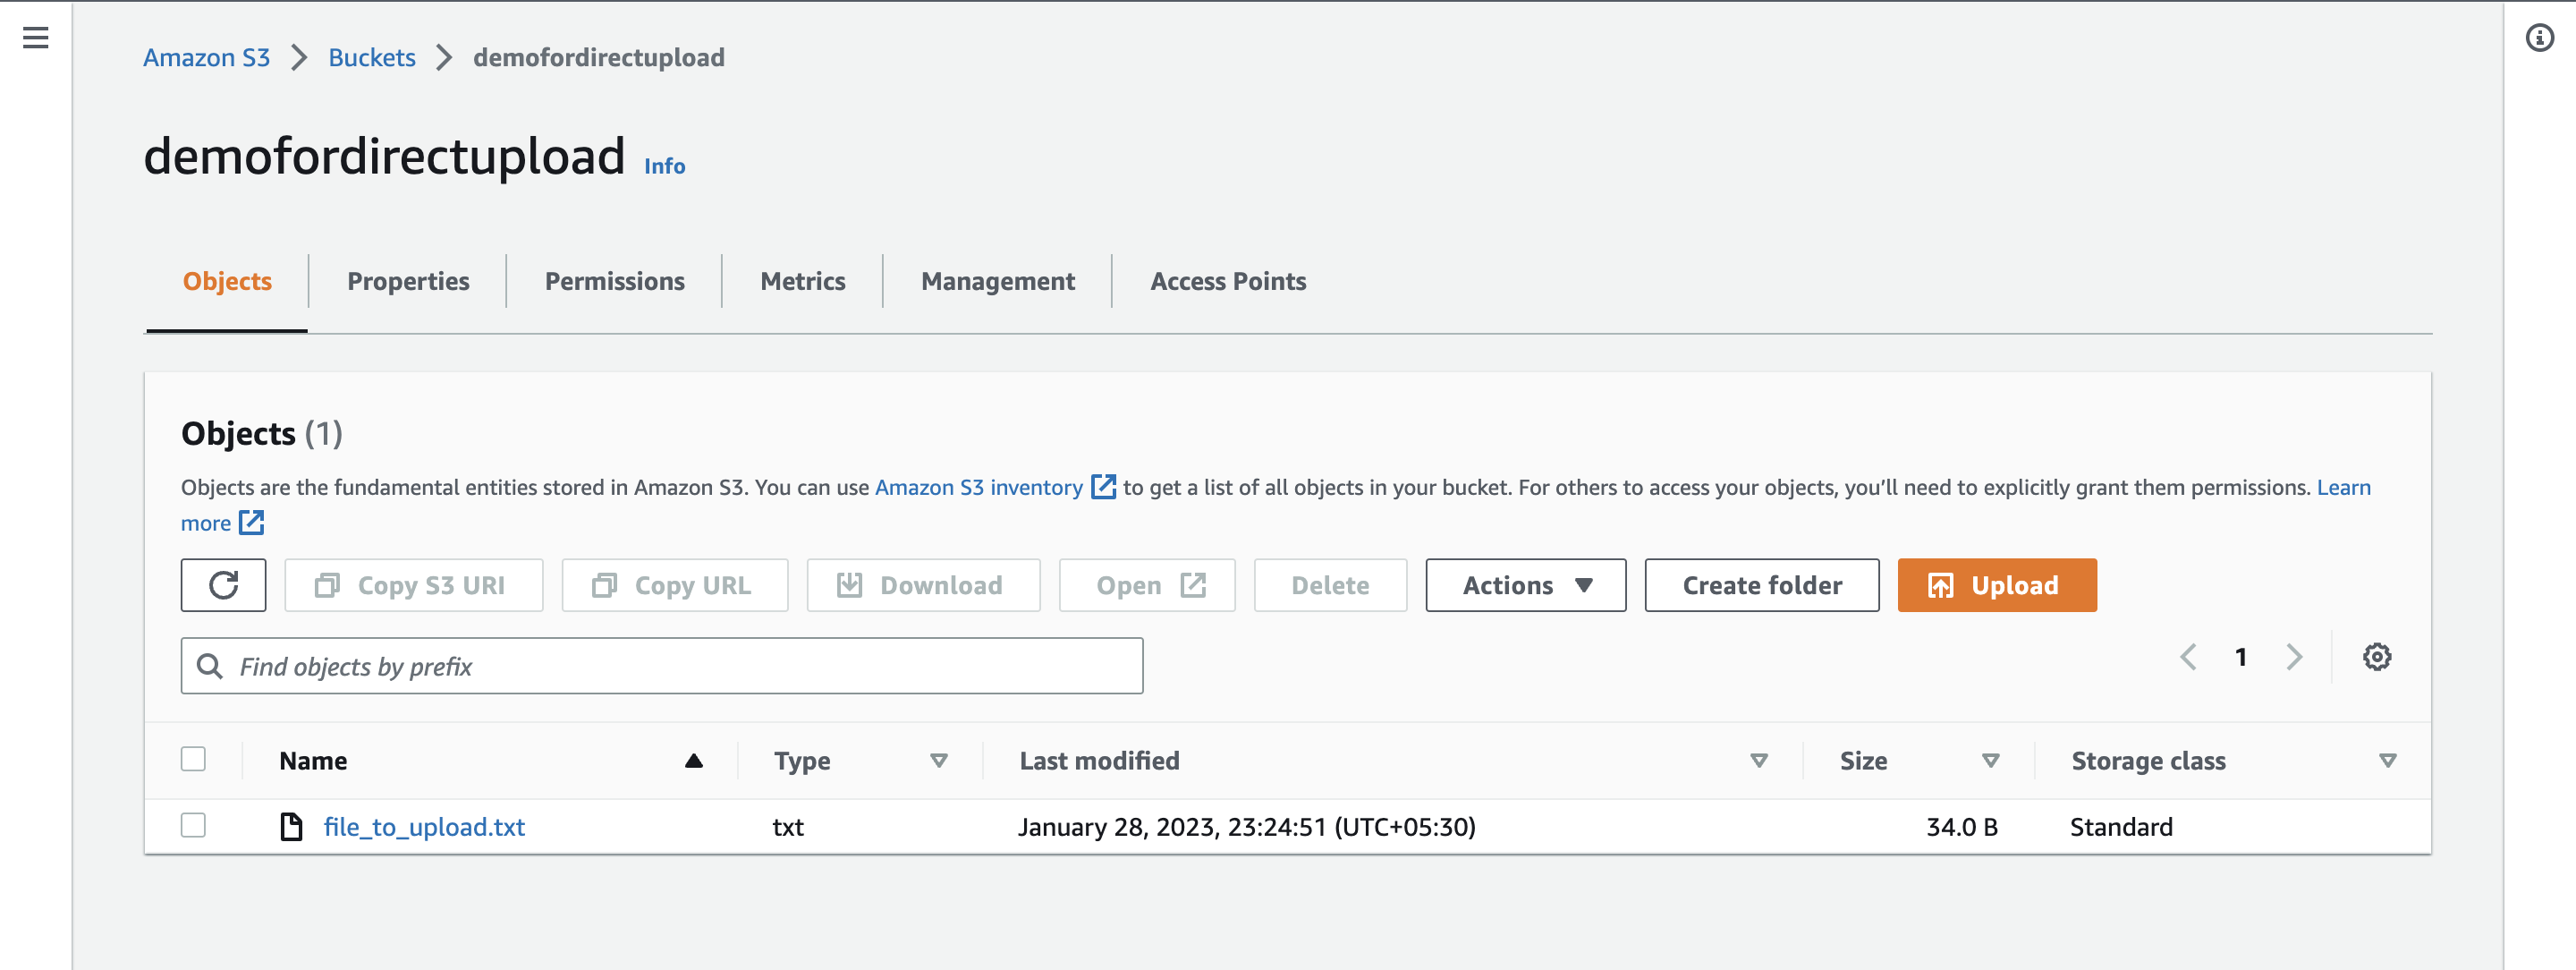 Amazon S3 Buckets demofordirectupload
demofordirectupload Info
Objects Properties Permissions Metrics Management Access Points
Objects (1)
Objects are the fundamental entities stored in Amazon S3. You can use Amazon S3 inventory to get a list of all objects in your bucket. For others to access your objects, you’ll need to explicitly grant them permissions. Learn
more
Copy S3 URI Copy URL Download Open Delete Actions Create folder Upload
Find objects by prefix 1
Name Type Last modified Size Storage class
file_to_upload.txt txt January 28, 2023, 23:24:51 (UTC+05:30) 34.0 B Standard